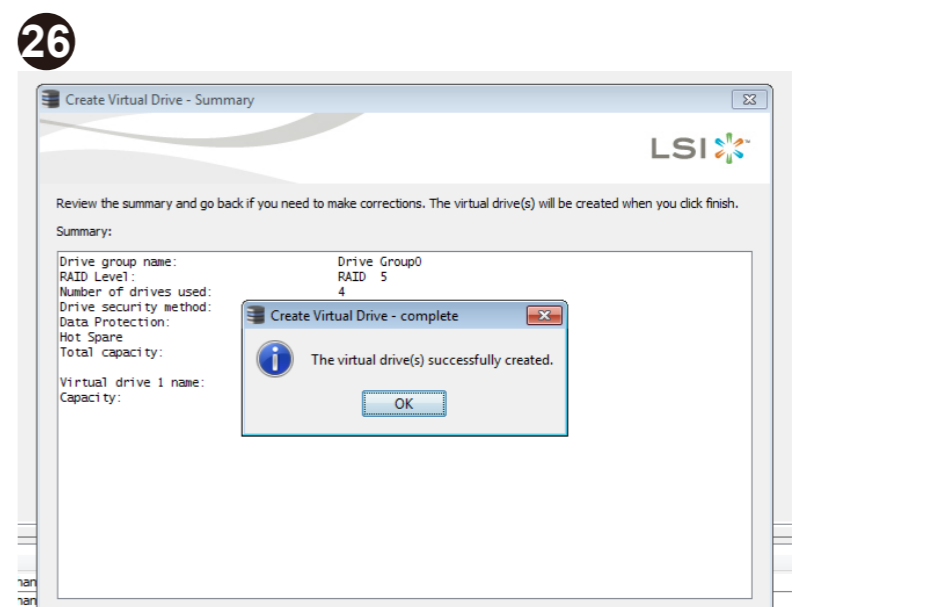 26
Create Virtual Drive - Summary
LSI
Review the summary and go back if you need to make corrections. The virtual drive(s) will be created when you click finish.
Summary:
Drive group name: Drive Group0
RAID Level: RAID 5
Number of drives used: 4
Drive security method:
Data Protection:
Hot Spare
Total capacity:
Virtual drive 1 name:
Capacity:
Create Virtual Drive - complete
The virtual drive(s) successfully created.
OK